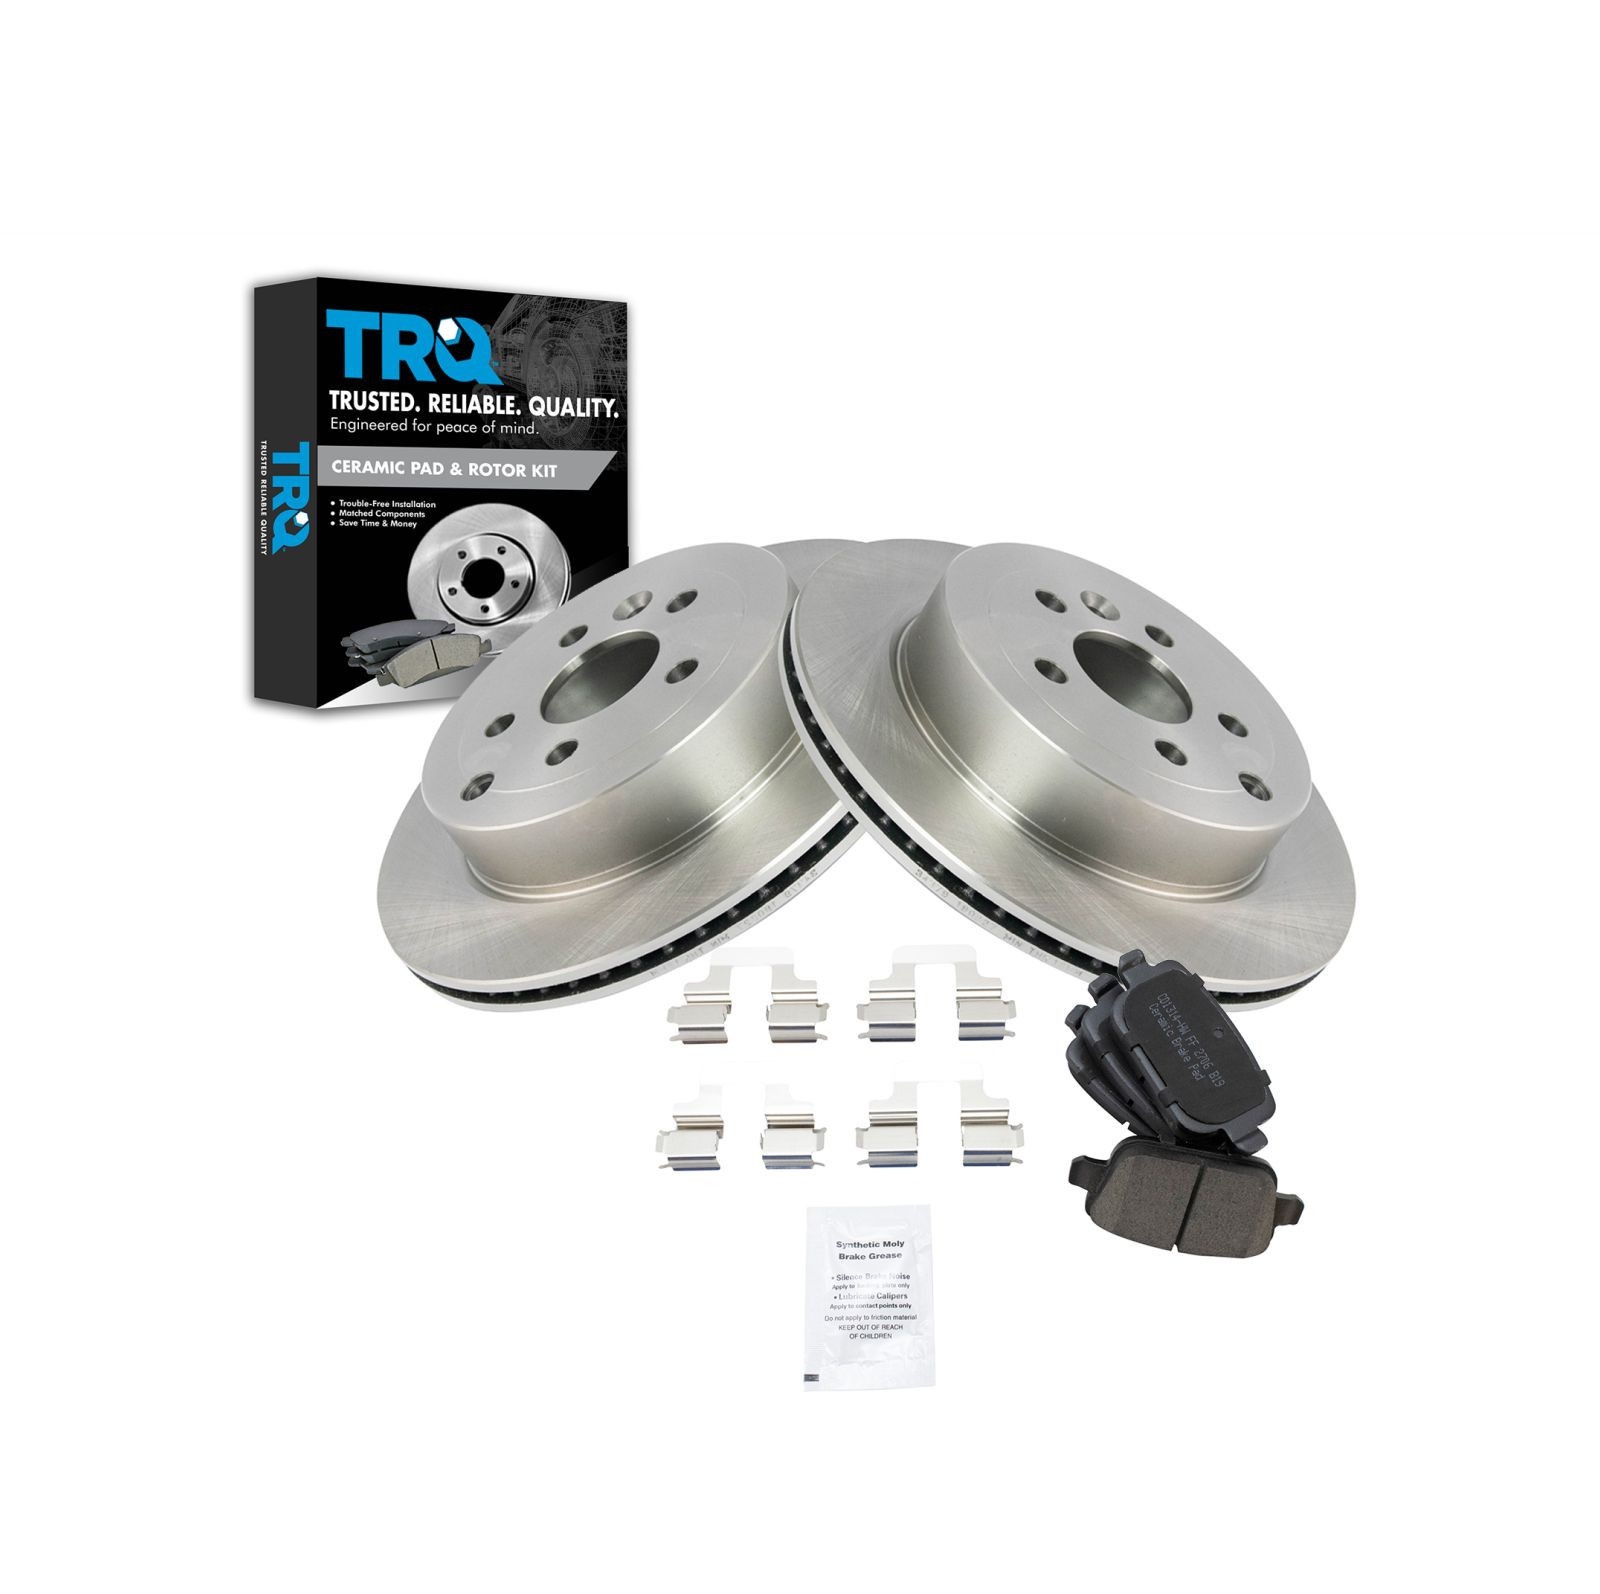 TRQ
TRUSTED. RELIABLE. QUALITY.
Engineered for peace of mind.
CERAMIC PAD & ROTOR KIT
• Trouble-Free Installation
• Matched Components
• Save Time & Money
TRQ
TRUSTED RELIABLE QUALITY
CD1314-HW FF 2706 B19
Ceramic Brake Pad
Synthetic Moly
Brake Grease
• Silence Brake Noise
Apply to backing plate only
• Lubricate Calipers
Apply to contact points only
Do not apply to friction material
KEEP OUT OF REACH
OF CHILDREN